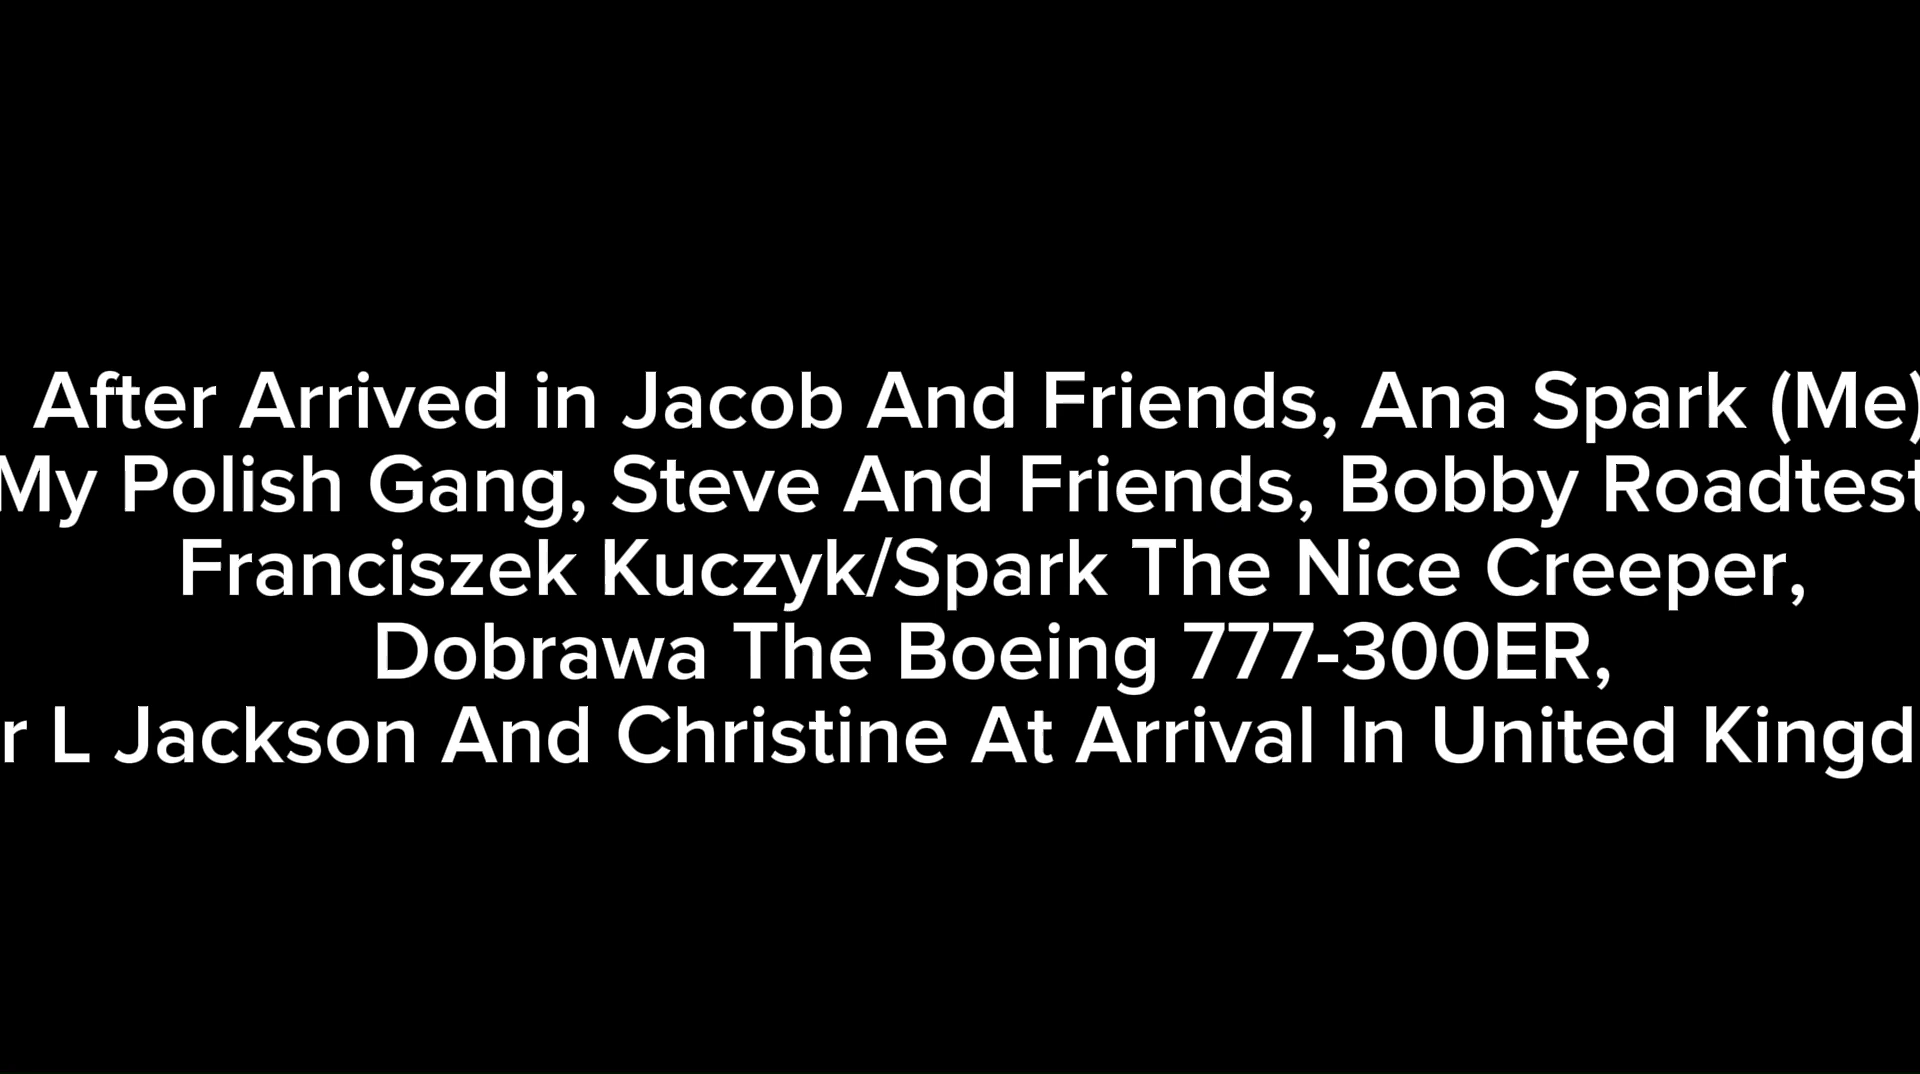 After Arrived in Jacob And Friends, Ana Spark (Me)
My Polish Gang, Steve And Friends, Bobby Roadtest
Franciszek Kuczyk/Spark The Nice Creeper,
Dobrawa The Boeing 777-300ER,
r L Jackson And Christine At Arrival In United Kingd